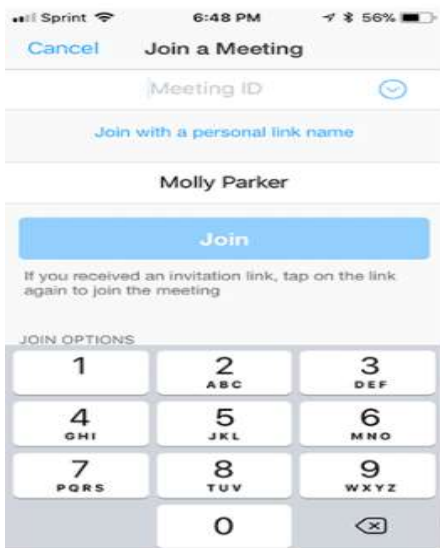 Sprint 6:48 PM 56%
Cancel Join a Meeting
Meeting ID
Join with a personal link name
Molly Parker
Join
If you received an invitation link, tap on the link
again to join the meeting
JOIN OPTIONS
1 2 3
ABC DEF
4 5 6
GHI JKL MNO
7 8 9
PQRS TUV WXYZ
0